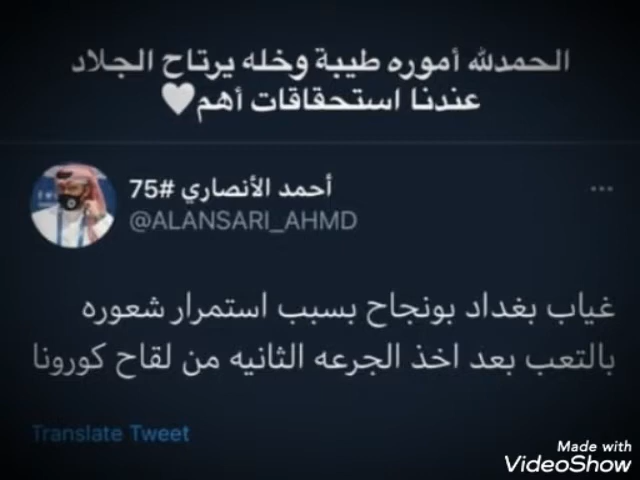 الحمدلله أموره طيبة وخله يرتاح الجلاد
عندنا استحقاقات أهم🤍
أحمد الأنصاري #75
@ALANSARI_AHMD
غياب بغداد بونجاح بسبب استمرار شعوره
بالتعب بعد اخذ الجرعه الثانيه من لقاح كورونا
Translate Tweet
Made with
VideoShow